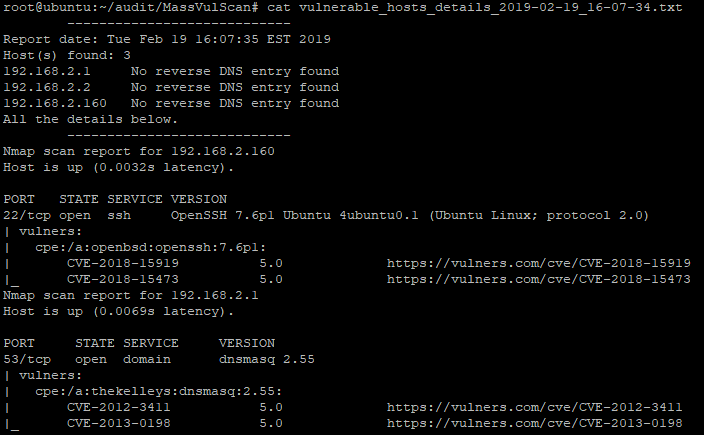 root@ubuntu:~/audit/MassVulScan# cat vulnerable_hosts_details_2019-02-19_16-07-34.txt
        ----------------------------
Report date: Tue Feb 19 16:07:35 EST 2019
Host(s) found: 3
192.168.2.1     No reverse DNS entry found
192.168.2.2     No reverse DNS entry found
192.168.2.160   No reverse DNS entry found
All the details below.
        ----------------------------
Nmap scan report for 192.168.2.160
Host is up (0.0032s latency).

PORT   STATE SERVICE VERSION
22/tcp open  ssh     OpenSSH 7.6p1 Ubuntu 4ubuntu0.1 (Ubuntu Linux; protocol 2.0)
| vulners:
|   cpe:/a:openbsd:openssh:7.6p1:
|       CVE-2018-15919          5.0             https://vulners.com/cve/CVE-2018-15919
|_      CVE-2018-15473          5.0             https://vulners.com/cve/CVE-2018-15473
Nmap scan report for 192.168.2.1
Host is up (0.0069s latency).

PORT     STATE SERVICE     VERSION
53/tcp   open  domain      dnsmasq 2.55
| vulners:
|   cpe:/a:thekelleys:dnsmasq:2.55:
|       CVE-2012-3411           5.0             https://vulners.com/cve/CVE-2012-3411
|_      CVE-2013-0198           5.0             https://vulners.com/cve/CVE-2013-0198